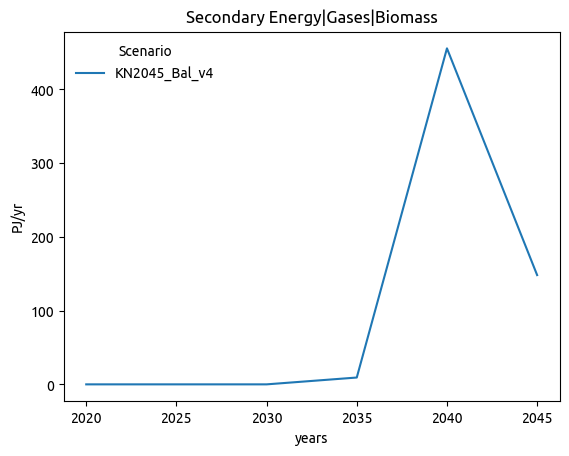 Secondary Energy|Gases|Biomass
Scenario
KN2045_Bal_v4
PJ/yr
400
300
200
100
0
2020 2025 2030 2035 2040 2045
years